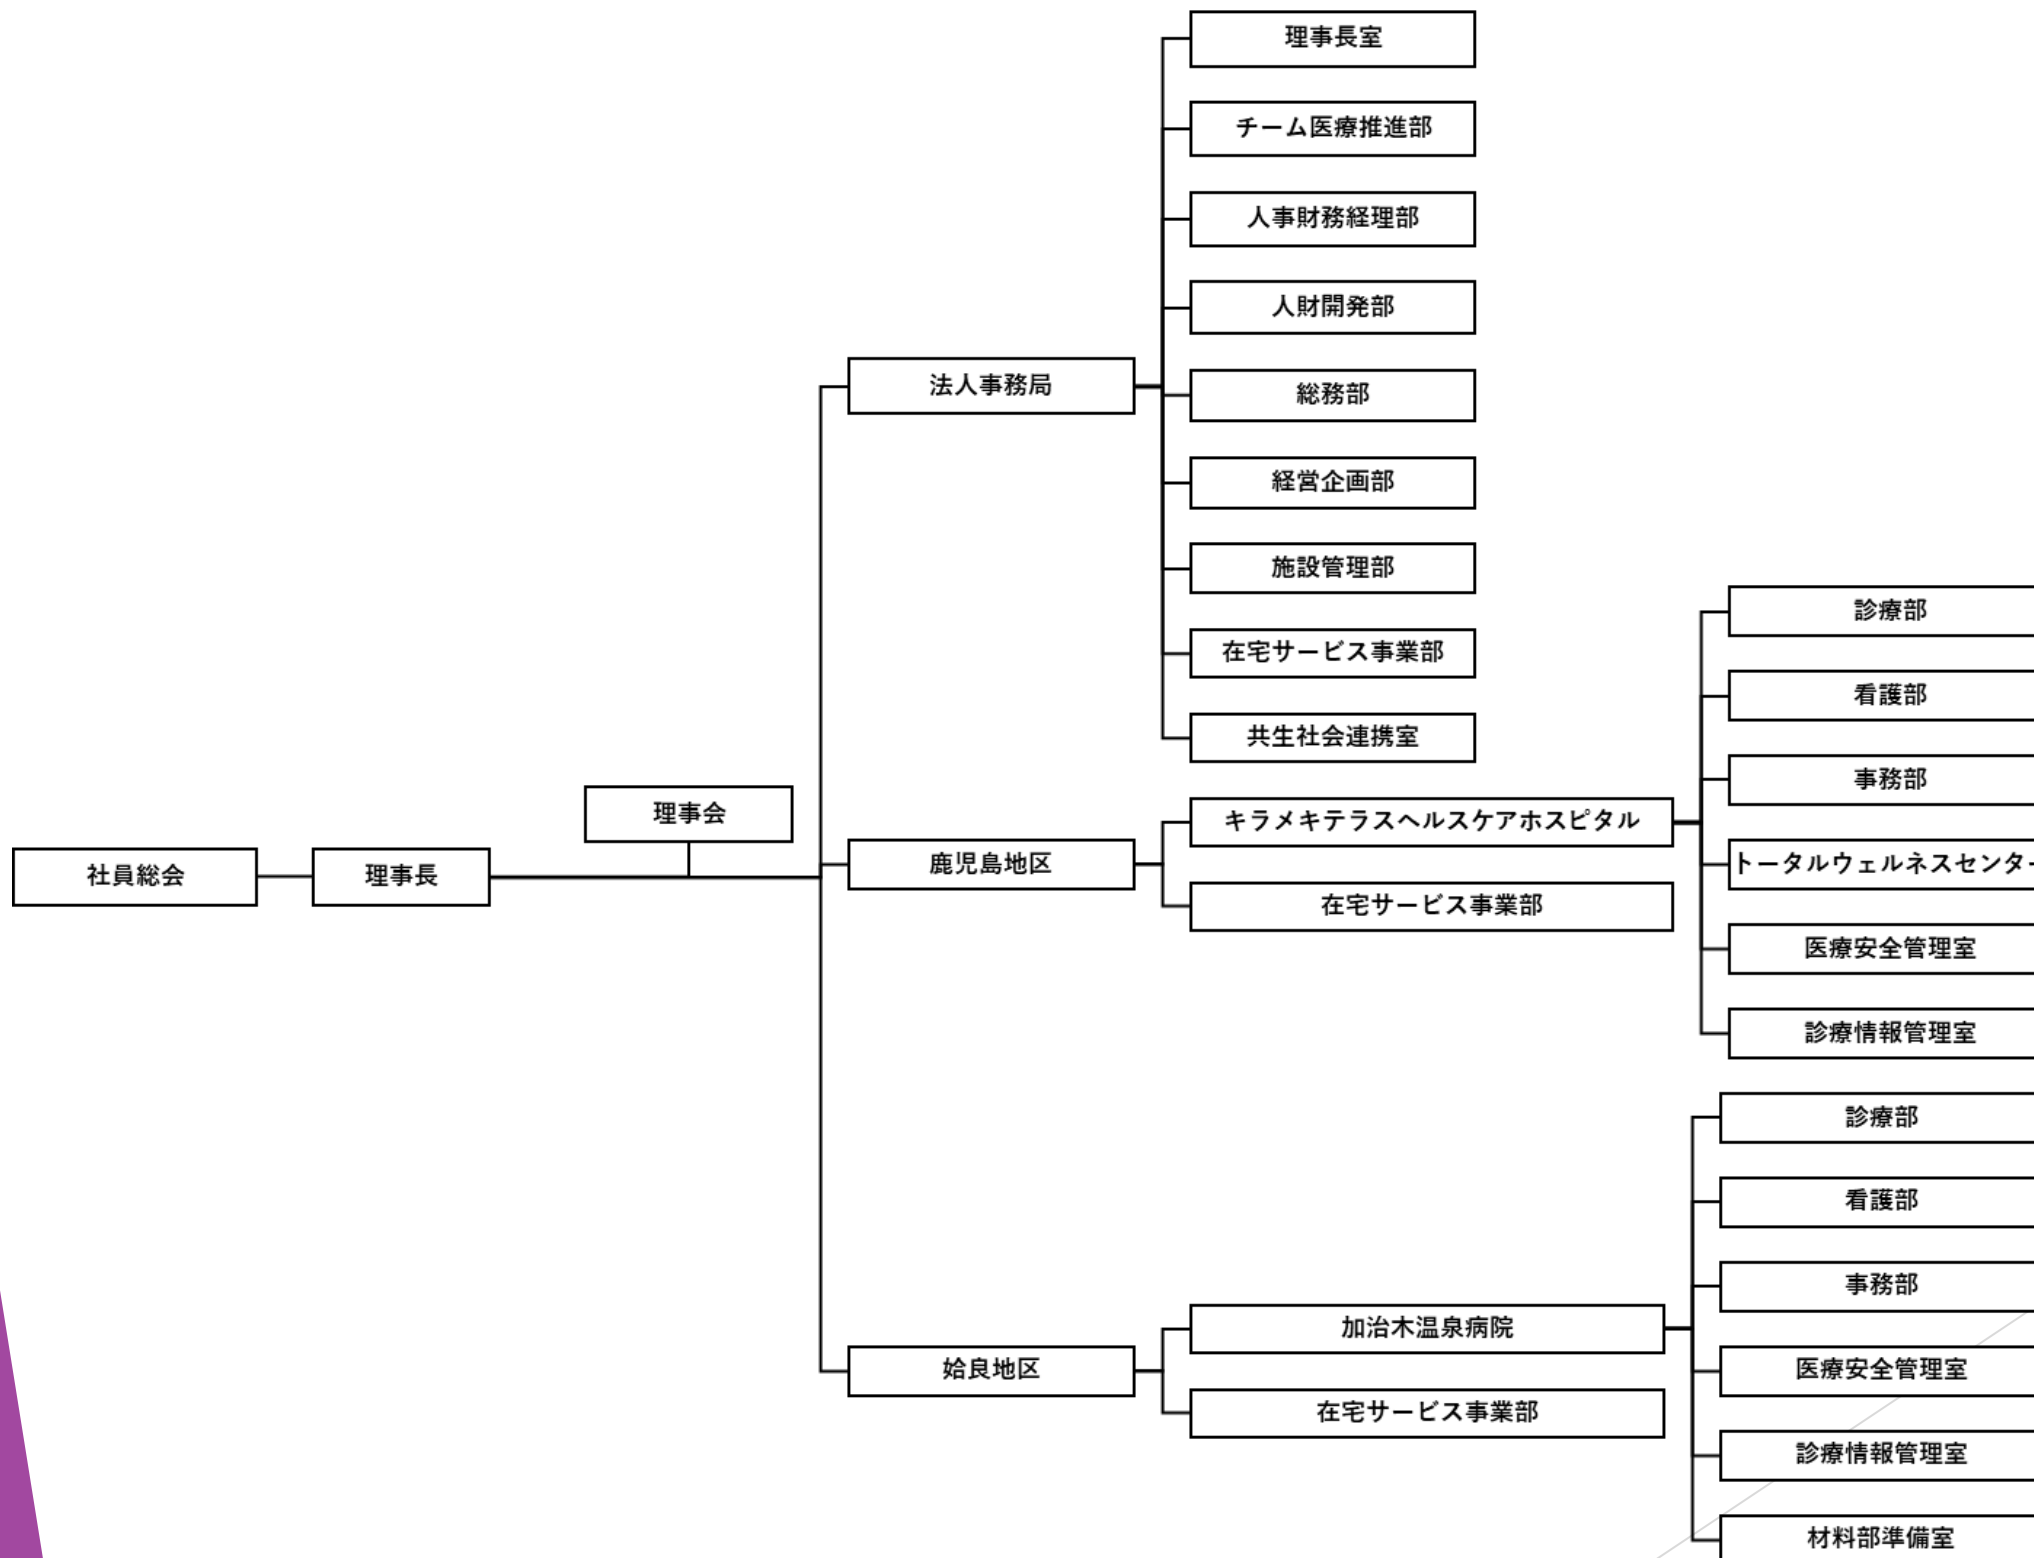 理事長室
チーム医療推進部
人事財務経理部
人財開発部
法人事務局
総務部
経営企画部
施設管理部
診療部
在宅サービス事業部
看護部
共生社会連携室
事務部
理事会
キラメキテラスヘルスケアホスピタル
社員総会
理事長
鹿児島地区
トータルウェルネスセンター
在宅サービス事業部
医療安全管理室
診療情報管理室
診療部
看護部
事務部
加治木温泉病院
姶良地区
医療安全管理室
在宅サービス事業部
診療情報管理室
材料部準備室